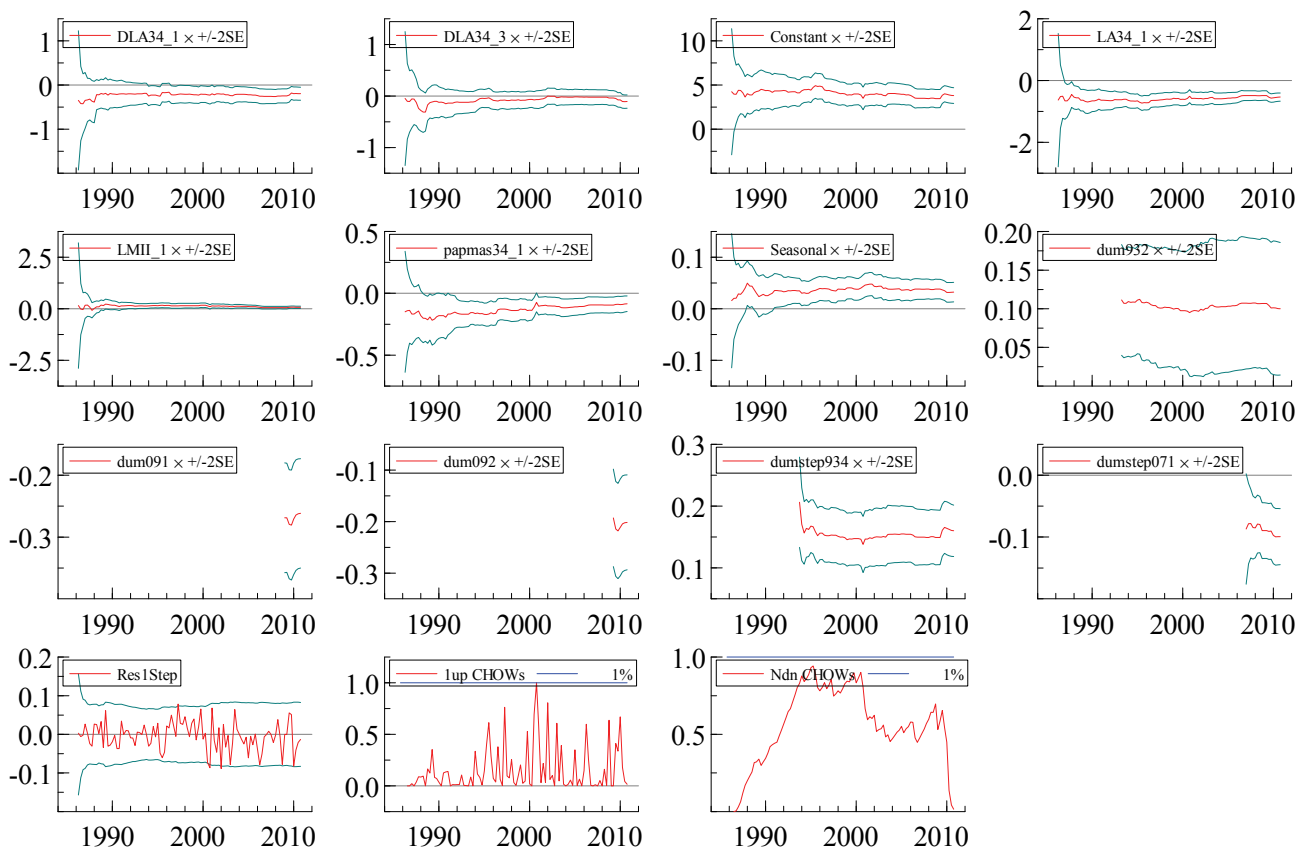 DLA34_1 × +/-2SE
1
0
-1
1990 2000 2010
DLA34_3 × +/-2SE
1
0
-1
1990 2000 2010
Constant × +/-2SE
10
5
0
1990 2000 2010
LA34_1 × +/-2SE
2
0
-2
1990 2000 2010
LMII_1 × +/-2SE
2.5
0.0
-2.5
1990 2000 2010
papmas34_1 × +/-2SE
0.5
0.0
-0.5
1990 2000 2010
Seasonal × +/-2SE
0.1
0.0
-0.1
1990 2000 2010
dum932 × +/-2SE
0.20
0.15
0.10
0.05
1990 2000 2010
dum091 × +/-2SE
-0.2
-0.3
1990 2000 2010
dum092 × +/-2SE
-0.1
-0.2
-0.3
1990 2000 2010
dumstep934 × +/-2SE
0.3
0.2
0.1
1990 2000 2010
dumstep071 × +/-2SE
0.0
-0.1
1990 2000 2010
Res1Step
0.2
0.1
0.0
-0.1
1990 2000 2010
1up CHOWs 1%
1.0
0.5
0.0
1990 2000 2010
Ndn CHOWs 1%
1.0
0.5
1990 2000 2010